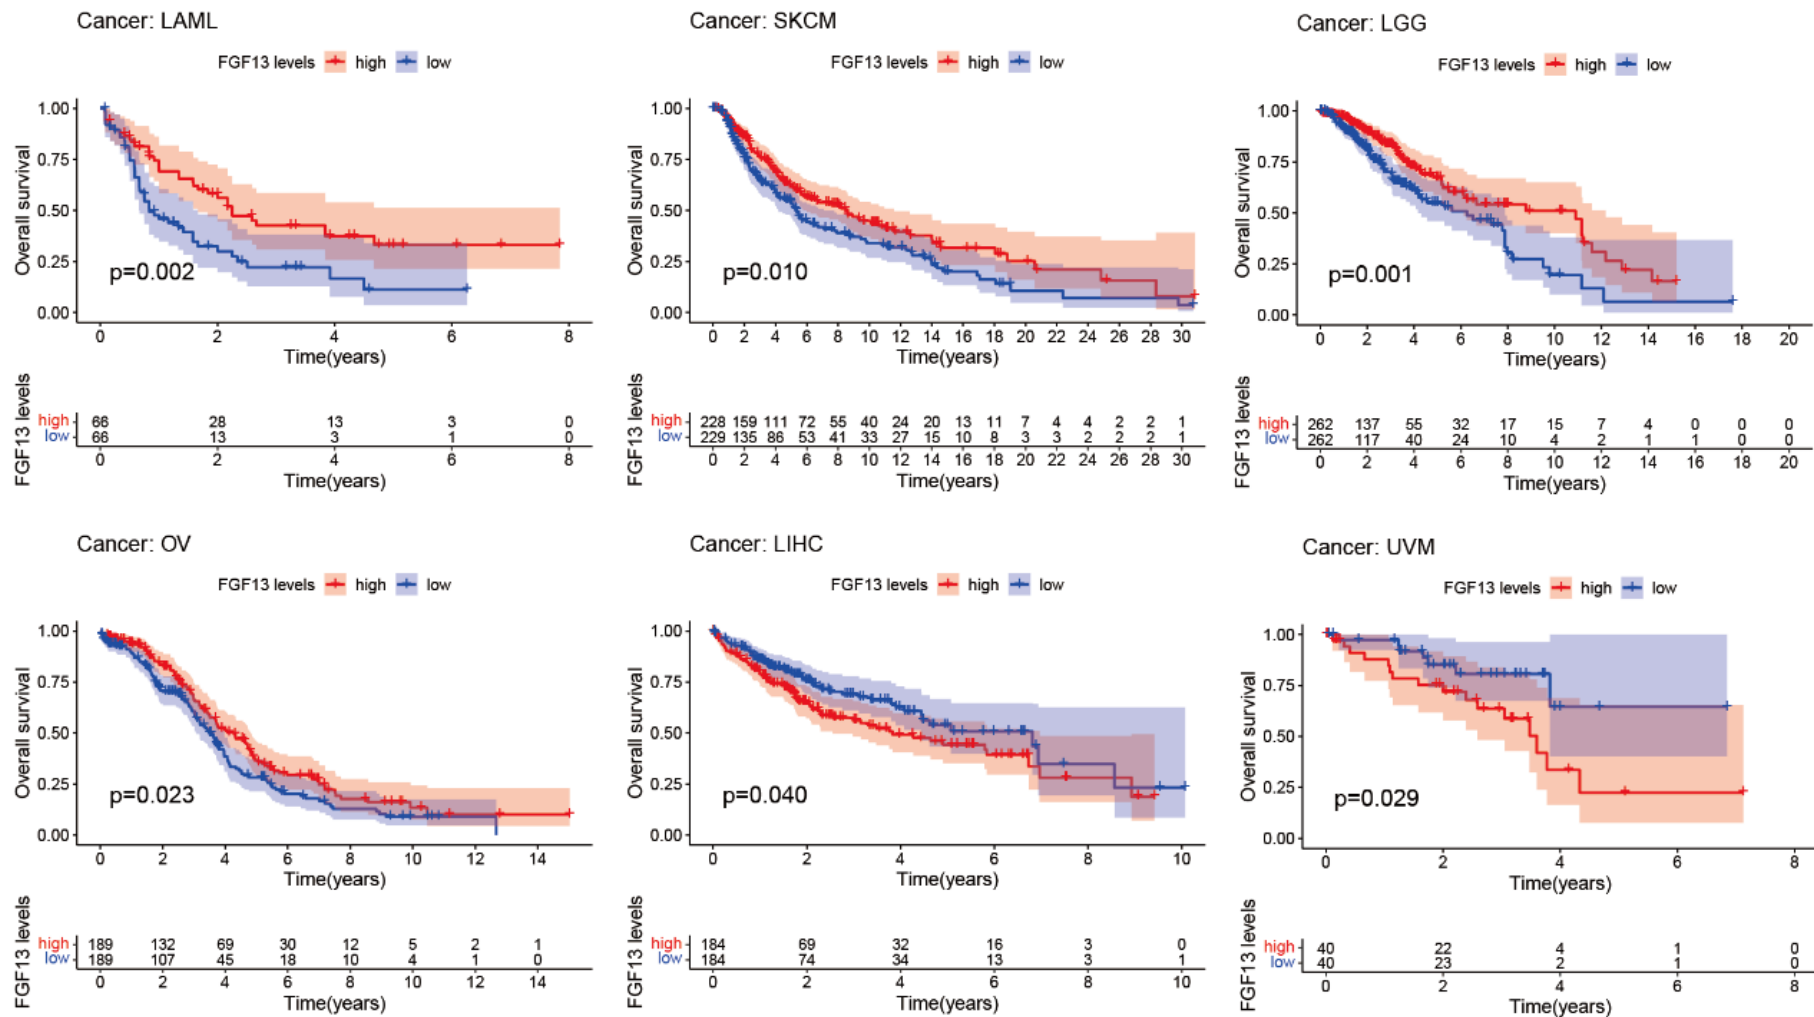 Cancer: LAML
FGF13 levels high low
Overall survival
1.00
0.75
0.50
0.25
0.00
p=0.002
0 2 4 6 8
Time(years)
FGF13 levels
high 66 28 13 3 0
low 66 13 3 1 0
0 2 4 6 8
Time(years)
Cancer: SKCM
FGF13 levels high low
Overall survival
1.00
0.75
0.50
0.25
0.00
p=0.010
0 2 4 6 8 10 12 14 16 18 20 22 24 26 28 30
Time(years)
FGF13 levels
high 228 159 111 72 55 40 24 20 13 11 7 4 4 2 2 1
low 229 135 86 53 41 33 27 15 10 8 3 3 2 2 2 1
0 2 4 6 8 10 12 14 16 18 20 22 24 26 28 30
Time(years)
Cancer: LGG
FGF13 levels high low
Overall survival
1.00
0.75
0.50
0.25
0.00
p=0.001
0 2 4 6 8 10 12 14 16 18 20
Time(years)
FGF13 levels
high 262 137 55 32 17 15 7 4 0 0 0
low 262 117 40 24 10 4 2 1 1 0 0
0 2 4 6 8 10 12 14 16 18 20
Time(years)
Cancer: OV
FGF13 levels high low
Overall survival
1.00
0.75
0.50
0.25
0.00
p=0.023
0 2 4 6 8 10 12 14
Time(years)
FGF13 levels
high 189 132 69 30 12 5 2 1
low 189 107 45 18 10 4 1 0
0 2 4 6 8 10 12 14
Time(years)
Cancer: LIHC
FGF13 levels high low
Overall survival
1.00
0.75
0.50
0.25
0.00
p=0.040
0 2 4 6 8 10
Time(years)
FGF13 levels
high 184 69 32 16 3 0
low 184 74 34 13 3 1
0 2 4 6 8 10
Time(years)
Cancer: UVM
FGF13 levels high low
Overall survival
1.00
0.75
0.50
0.25
0.00
p=0.029
0 2 4 6 8
Time(years)
FGF13 levels
high 40 22 4 1 0
low 40 23 2 1 0
0 2 4 6 8
Time(years)